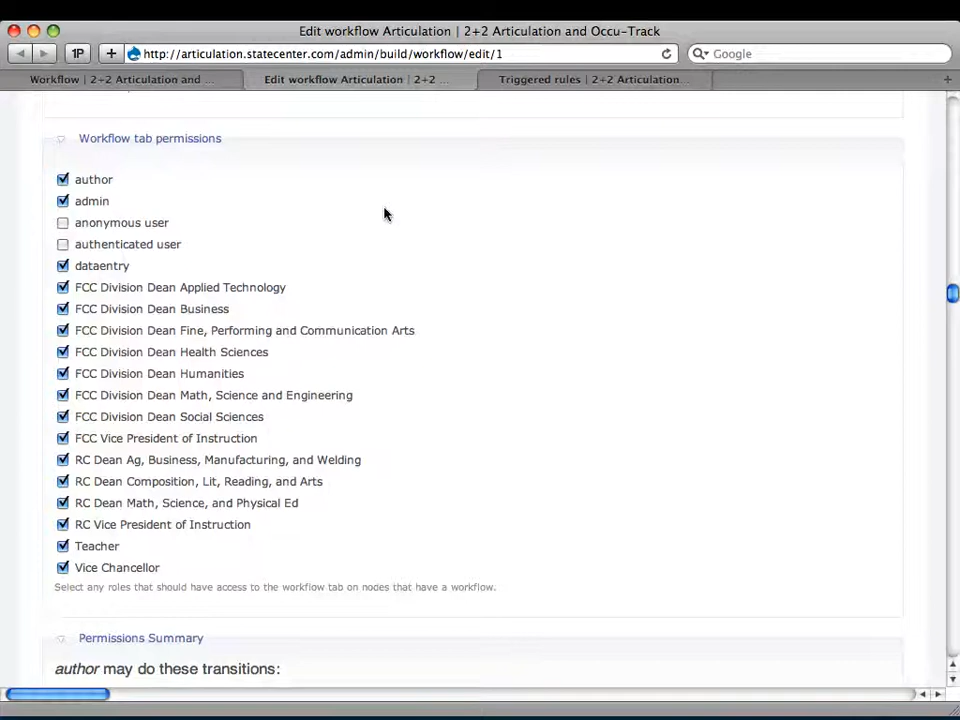 Edit workflow Articulation | 2+2 Articulation and Occu-Track
1P
+
http://articulation.statecenter.com/admin/build/workflow/edit/1
Google
Workflow | 2+2 Articulation and ...
Edit workflow Articulation | 2+2 ...
Triggered rules | 2+2 Articulation...
+
Workflow tab permissions
author
admin
anonymous user
authenticated user
dataentry
FCC Division Dean Applied Technology
FCC Division Dean Business
FCC Division Dean Fine, Performing and Communication Arts
FCC Division Dean Health Sciences
FCC Division Dean Humanities
FCC Division Dean Math, Science and Engineering
FCC Division Dean Social Sciences
FCC Vice President of Instruction
RC Dean Ag, Business, Manufacturing, and Welding
RC Dean Composition, Lit, Reading, and Arts
RC Dean Math, Science, and Physical Ed
RC Vice President of Instruction
Teacher
Vice Chancellor
Select any roles that should have access to the workflow tab on nodes that have a workflow.
Permissions Summary
author may do these transitions: